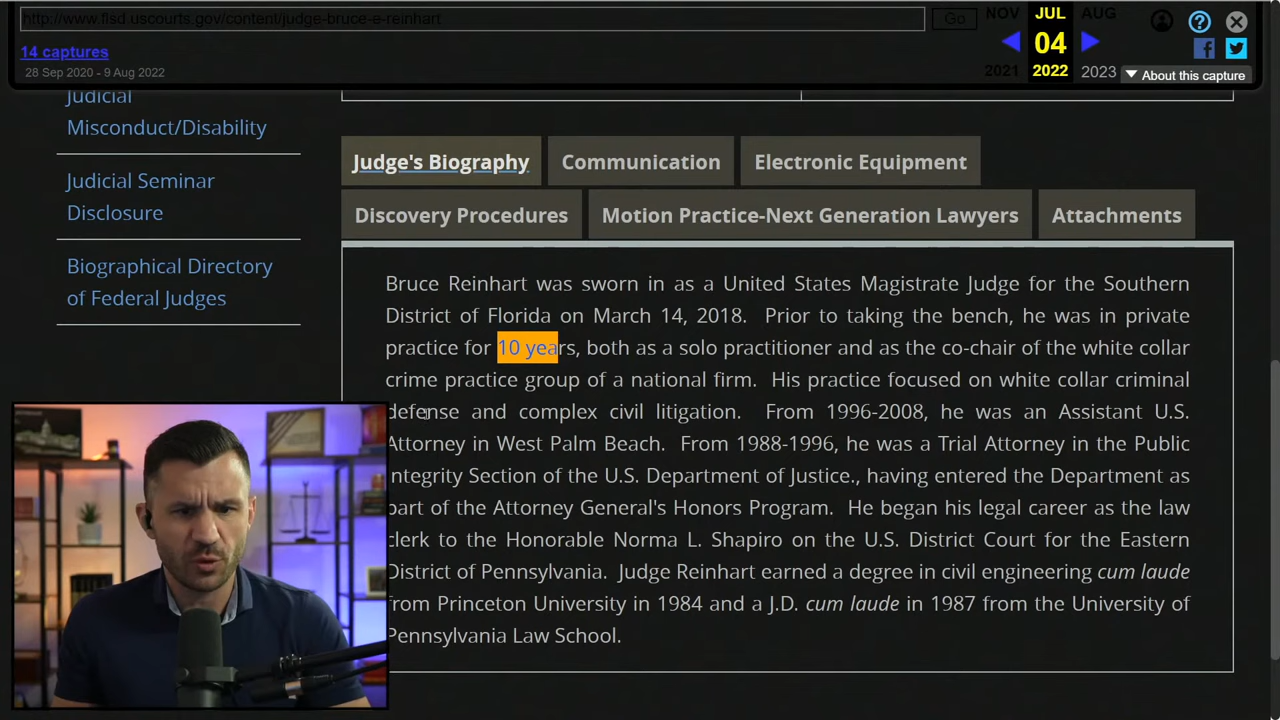 http://www.flsd.uscourts.gov/content/judge-bruce-e-reinhart
Go
NOV
JUL
AUG
14 captures
04
28 Sep 2020 - 9 Aug 2022
2021
2022
2023
About this capture
Judicial
Misconduct/Disability
Judicial Seminar
Disclosure
Biographical Directory
of Federal Judges
Judge's Biography
Communication
Electronic Equipment
Discovery Procedures
Motion Practice-Next Generation Lawyers
Attachments
Bruce Reinhart was sworn in as a United States Magistrate Judge for the Southern
District of Florida on March 14, 2018. Prior to taking the bench, he was in private
practice for 10 years, both as a solo practitioner and as the co-chair of the white collar
crime practice group of a national firm. His practice focused on white collar criminal
defense and complex civil litigation. From 1996-2008, he was an Assistant U.S.
Attorney in West Palm Beach. From 1988-1996, he was a Trial Attorney in the Public
Integrity Section of the U.S. Department of Justice., having entered the Department as
part of the Attorney General's Honors Program. He began his legal career as the law
clerk to the Honorable Norma L. Shapiro on the U.S. District Court for the Eastern
District of Pennsylvania. Judge Reinhart earned a degree in civil engineering cum laude
from Princeton University in 1984 and a J.D. cum laude in 1987 from the University of
Pennsylvania Law School.